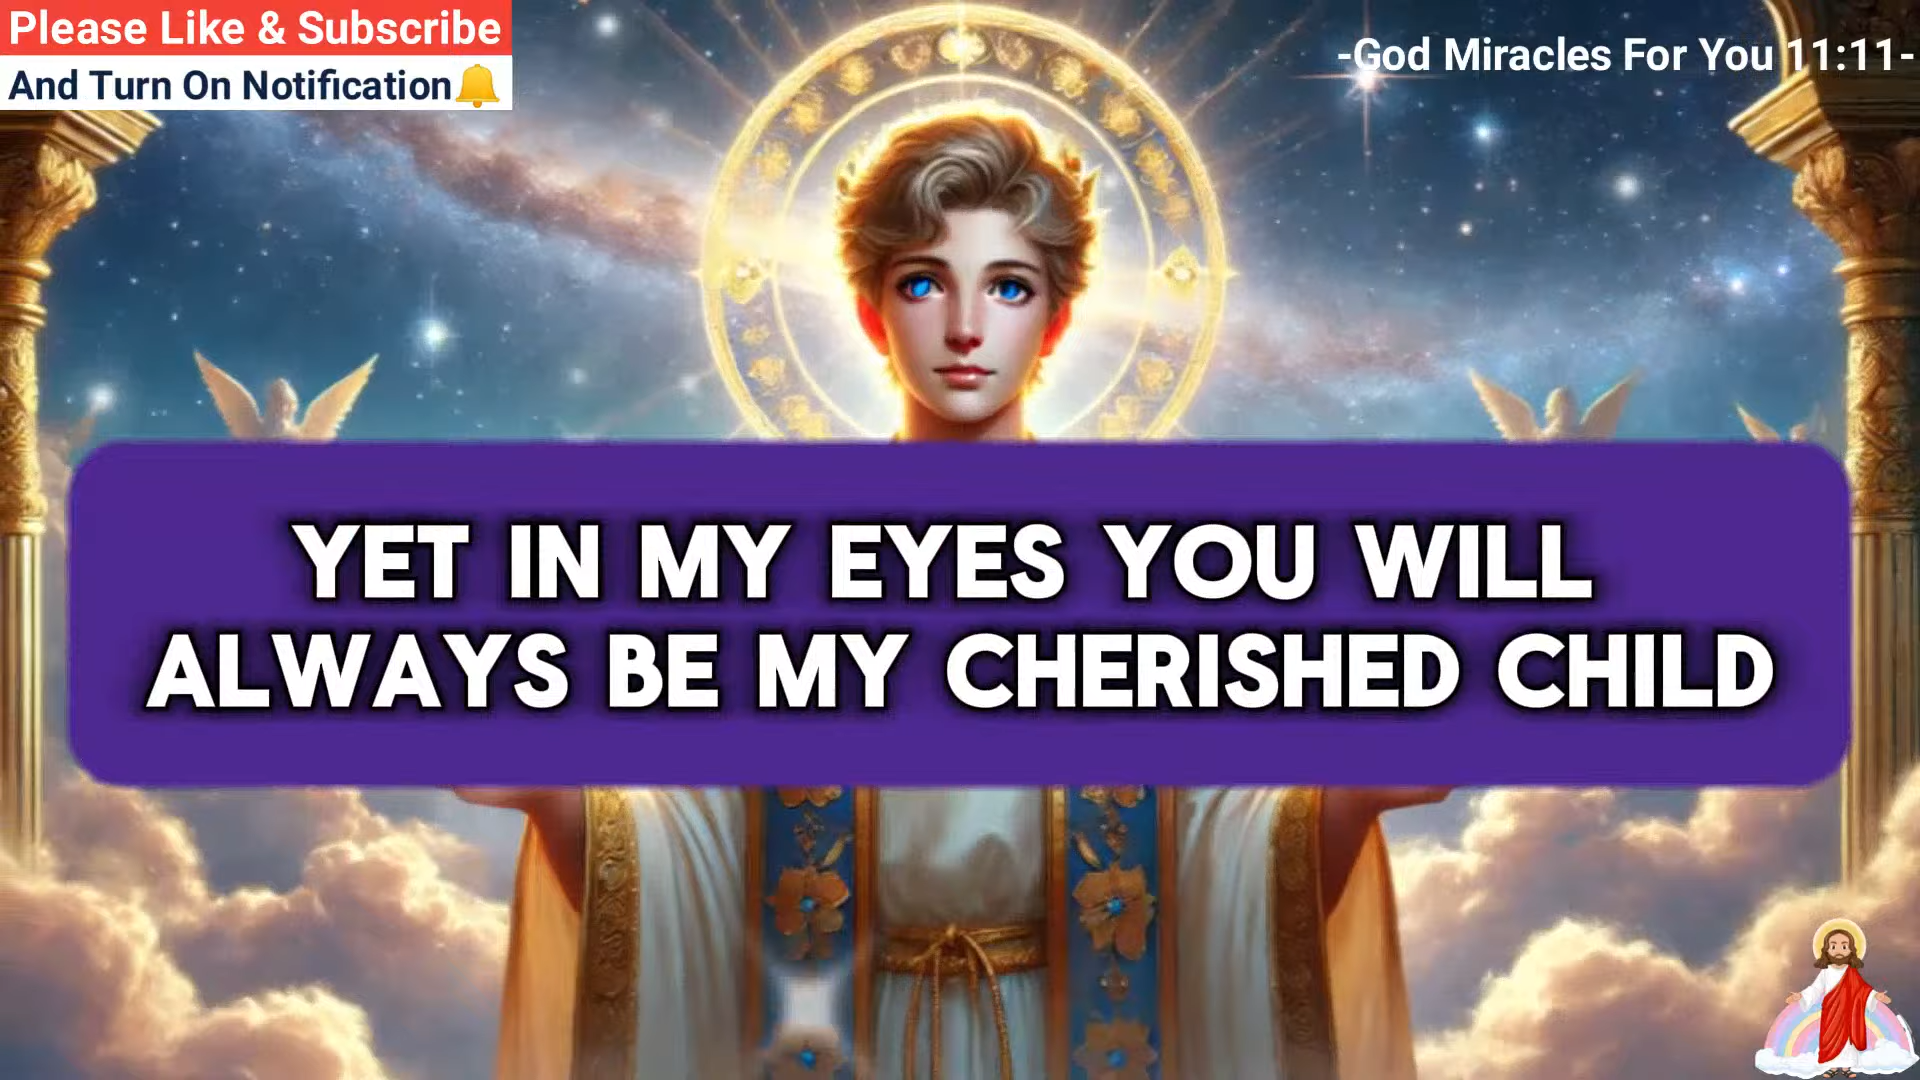 Please Like & Subscribe
And Turn On Notification🔔
-God Miracles For You 11:11-
YET IN MY EYES YOU WILL
ALWAYS BE MY CHERISHED CHILD